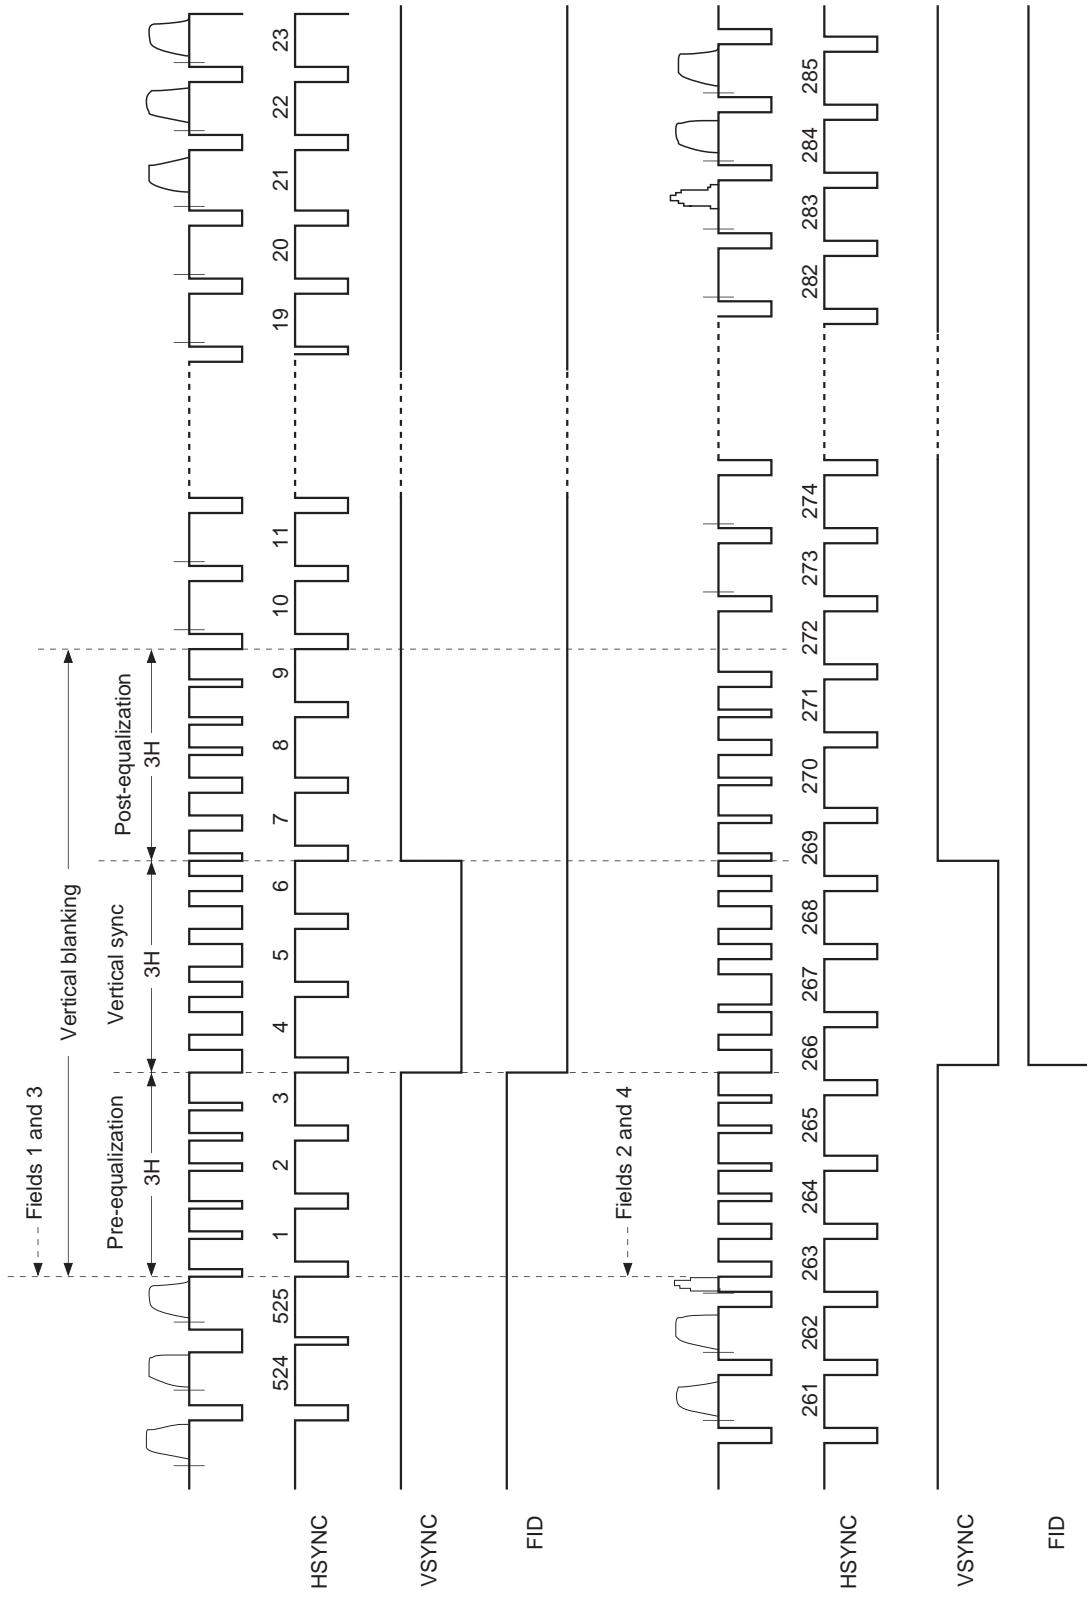 Fields 1 and 3
Vertical blanking
Pre-equalization
Vertical sync
Post-equalization
3H
3H
3H
524 525 1 2 3 4 5 6 7 8 9 10 11 19 20 21 22 23
HSYNC
VSYNC
FID
Fields 2 and 4
261 262 263 264 265 266 267 268 269 270 271 272 273 274 282 283 284 285
HSYNC
VSYNC
FID